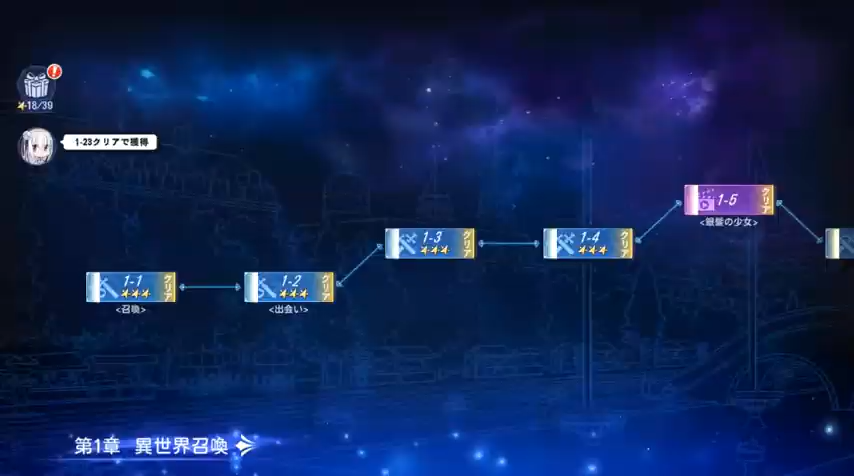 18/39
1-23クリアで獲得
1-5
クリア
<銀髪の少女>
1-3
クリア
1-4
クリア
1-1
クリア
<召喚>
1-2
クリア
<出会い>
第1章 異世界召喚